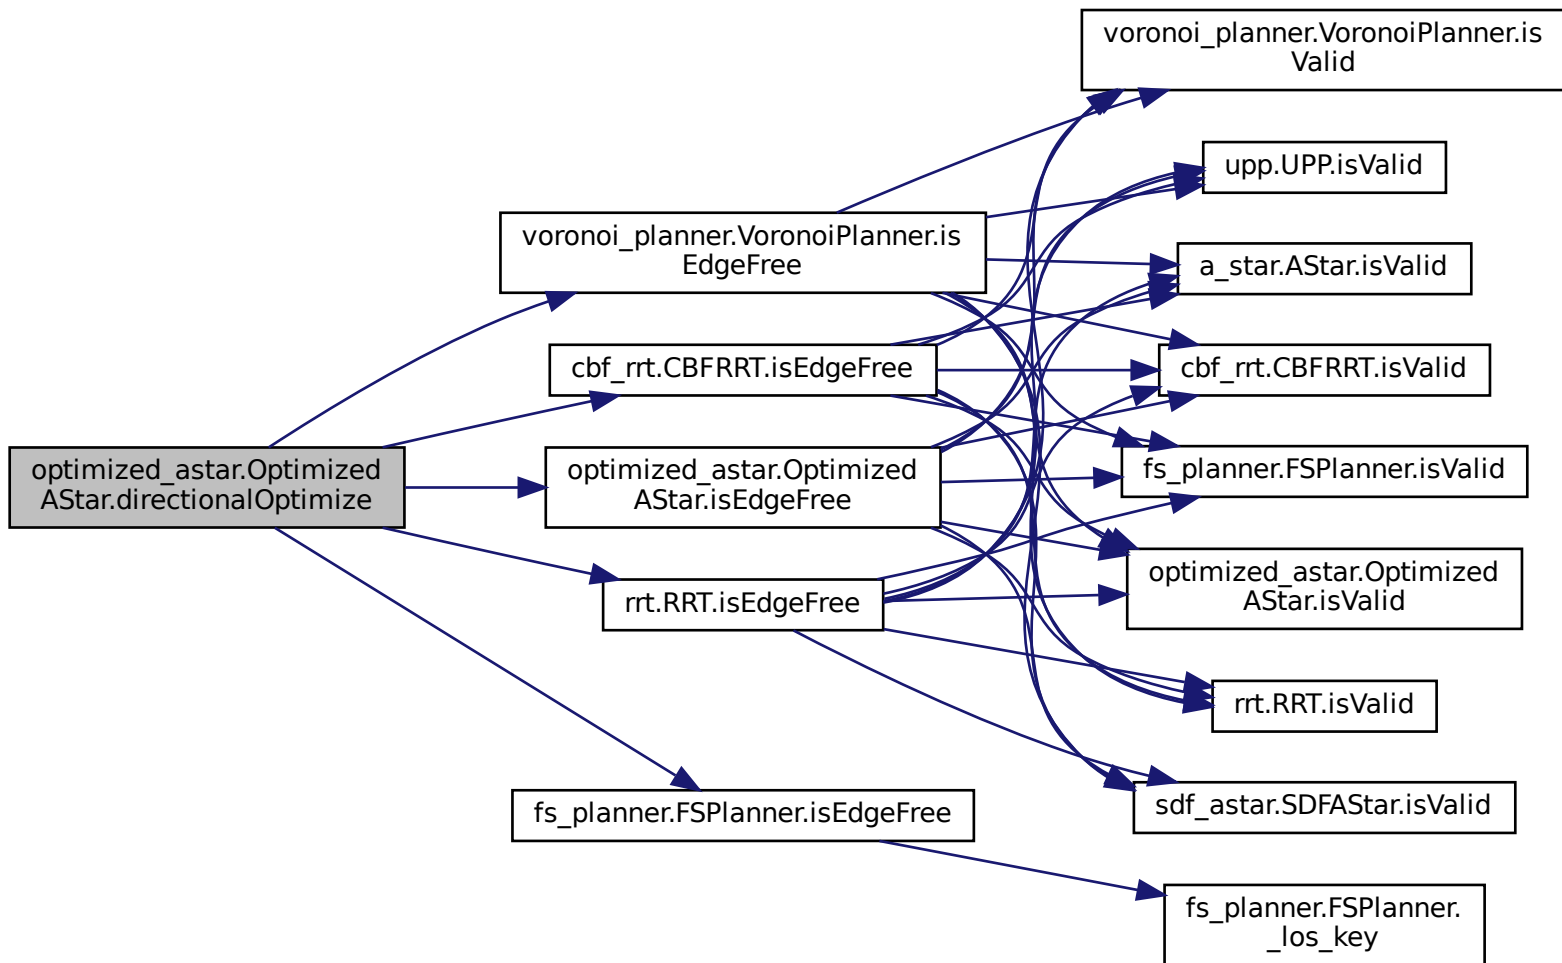 voronoi_planner.VoronoiPlanner.is
Valid
upp.UPP.isValid
voronoi_planner.VoronoiPlanner.is
EdgeFree
a_star.AStar.isValid
cbf_rrt.CBFRRT.isEdgeFree
cbf_rrt.CBFRRT.isValid
optimized_astar.Optimized
AStar.directionalOptimize
optimized_astar.Optimized
AStar.isEdgeFree
fs_planner.FSPlanner.isValid
rrt.RRT.isEdgeFree
optimized_astar.Optimized
AStar.isValid
rrt.RRT.isValid
fs_planner.FSPlanner.isEdgeFree
sdf_astar.SDFAStar.isValid
fs_planner.FSPlanner.
_los_key